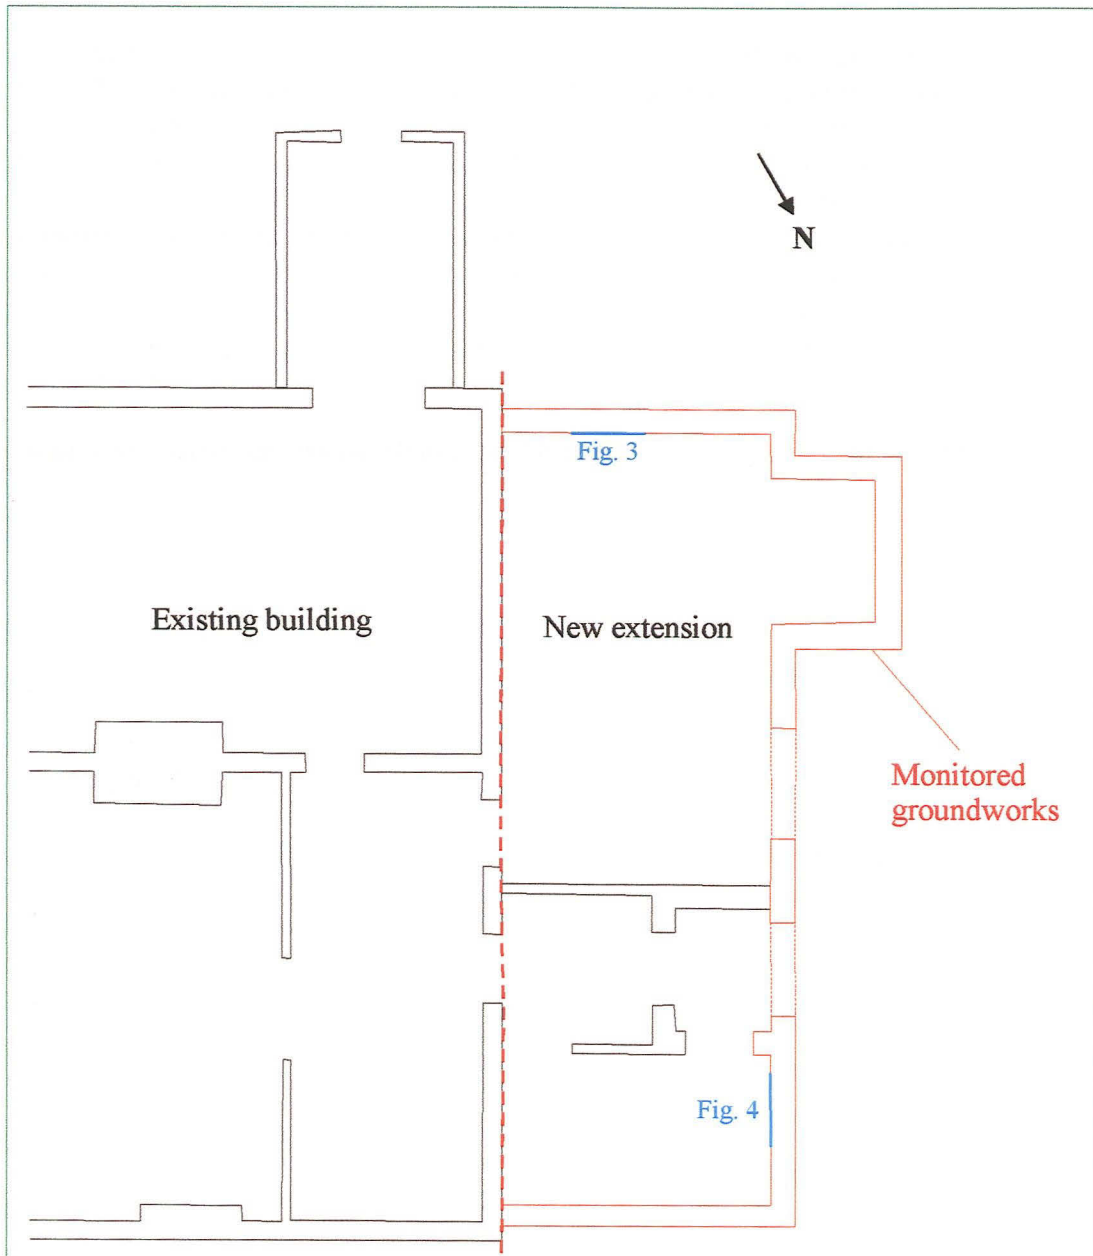 N
Fig. 3
Existing building
New extension
Monitored
groundworks
Fig. 4